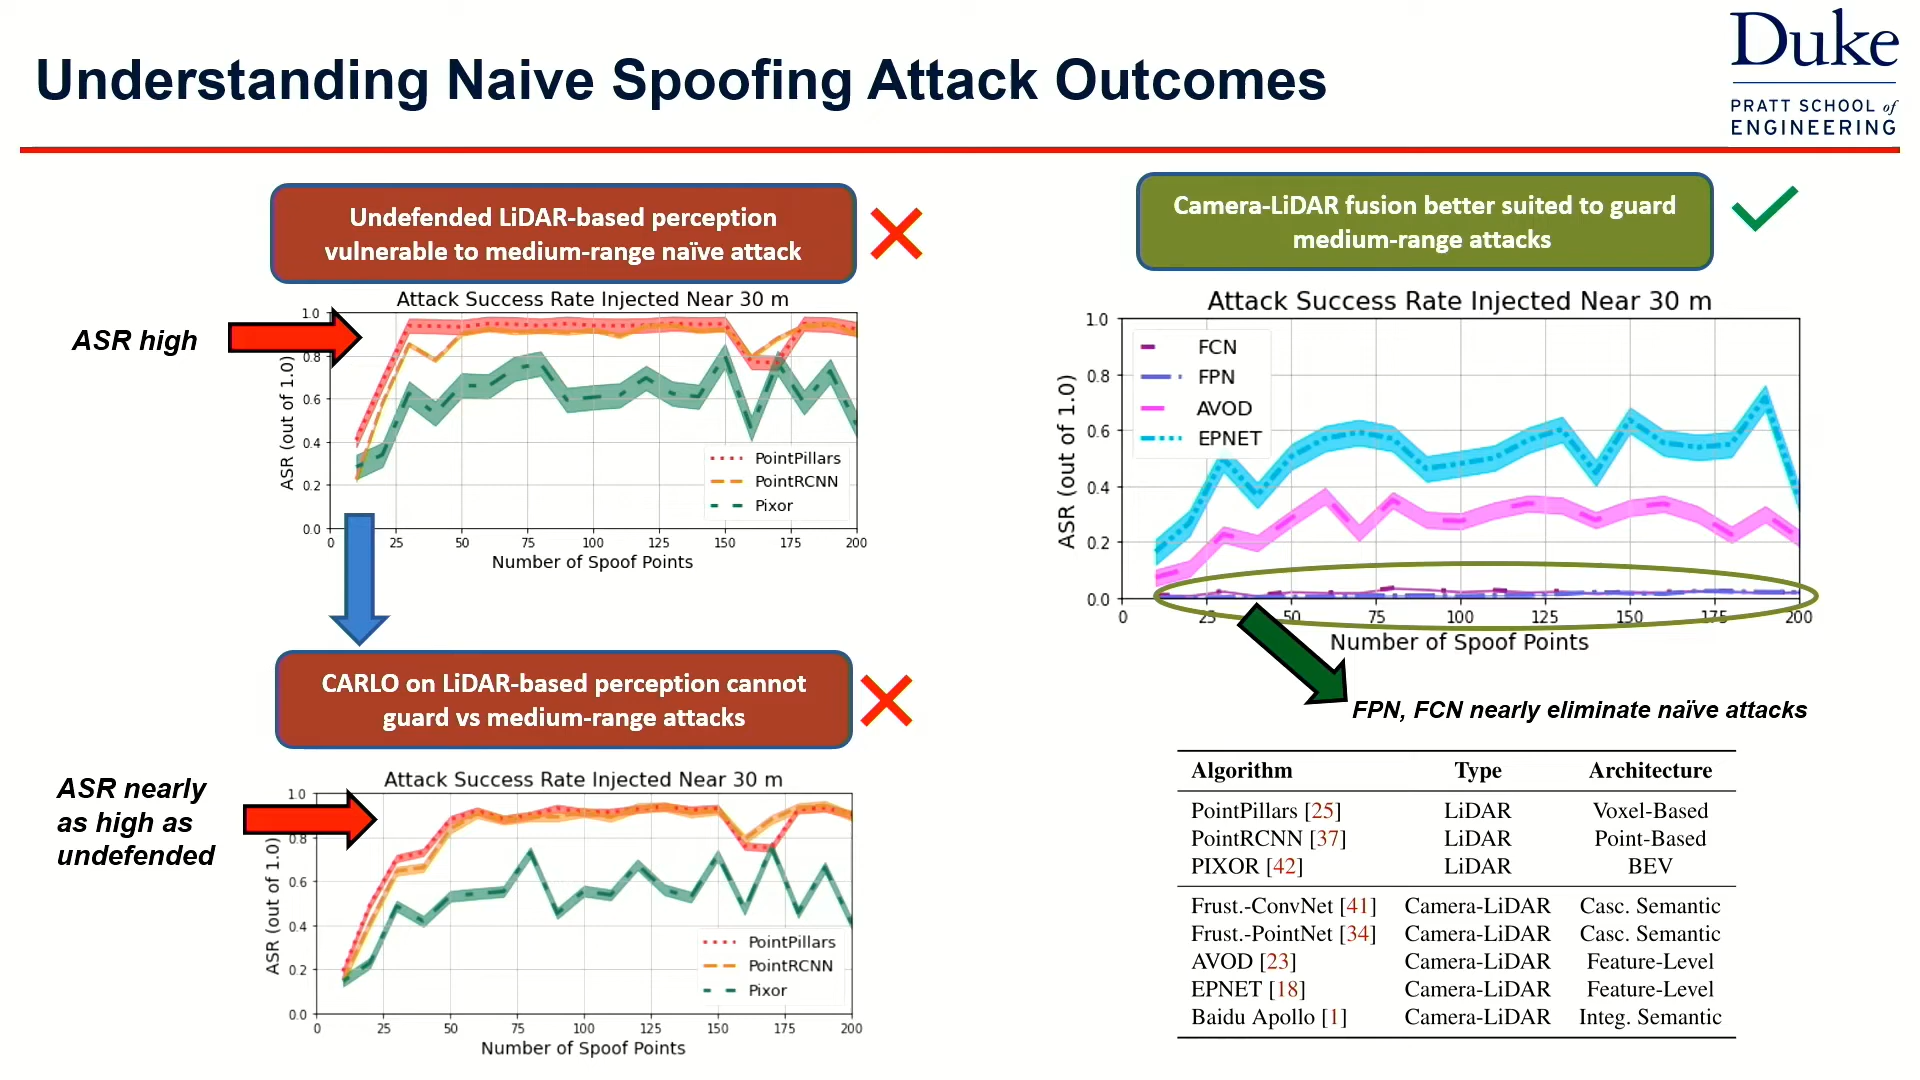 Understanding Naive Spoofing Attack Outcomes
Duke
PRATT SCHOOL of
ENGINEERING
Undefended LiDAR-based perception
vulnerable to medium-range naïve attack
ASR high
Attack Success Rate Injected Near 30 m
1.0
0.8
0.6
0.4
0.2
0.0
ASR (out of 1.0)
PointPillars
PointRCNN
Pixor
0 25 50 75 100 125 150 175 200
Number of Spoof Points
CARLO on LiDAR-based perception cannot
guard vs medium-range attacks
ASR nearly
as high as
undefended
Attack Success Rate Injected Near 30 m
1.0
0.8
0.6
0.4
0.2
0.0
ASR (out of 1.0)
PointPillars
PointRCNN
Pixor
0 25 50 75 100 125 150 175 200
Number of Spoof Points
Camera-LiDAR fusion better suited to guard
medium-range attacks
Attack Success Rate Injected Near 30 m
1.0
0.8
0.6
0.4
0.2
0.0
ASR (out of 1.0)
FCN
FPN
AVOD
EPNET
0 25 50 75 100 125 150 175 200
Number of Spoof Points
FPN, FCN nearly eliminate naïve attacks
Algorithm Type Architecture
PointPillars [25] LiDAR Voxel-Based
PointRCNN [37] LiDAR Point-Based
PIXOR [42] LiDAR BEV
Frust.-ConvNet [41] Camera-LiDAR Casc. Semantic
Frust.-PointNet [34] Camera-LiDAR Casc. Semantic
AVOD [23] Camera-LiDAR Feature-Level
EPNET [18] Camera-LiDAR Feature-Level
Baidu Apollo [1] Camera-LiDAR Integ. Semantic